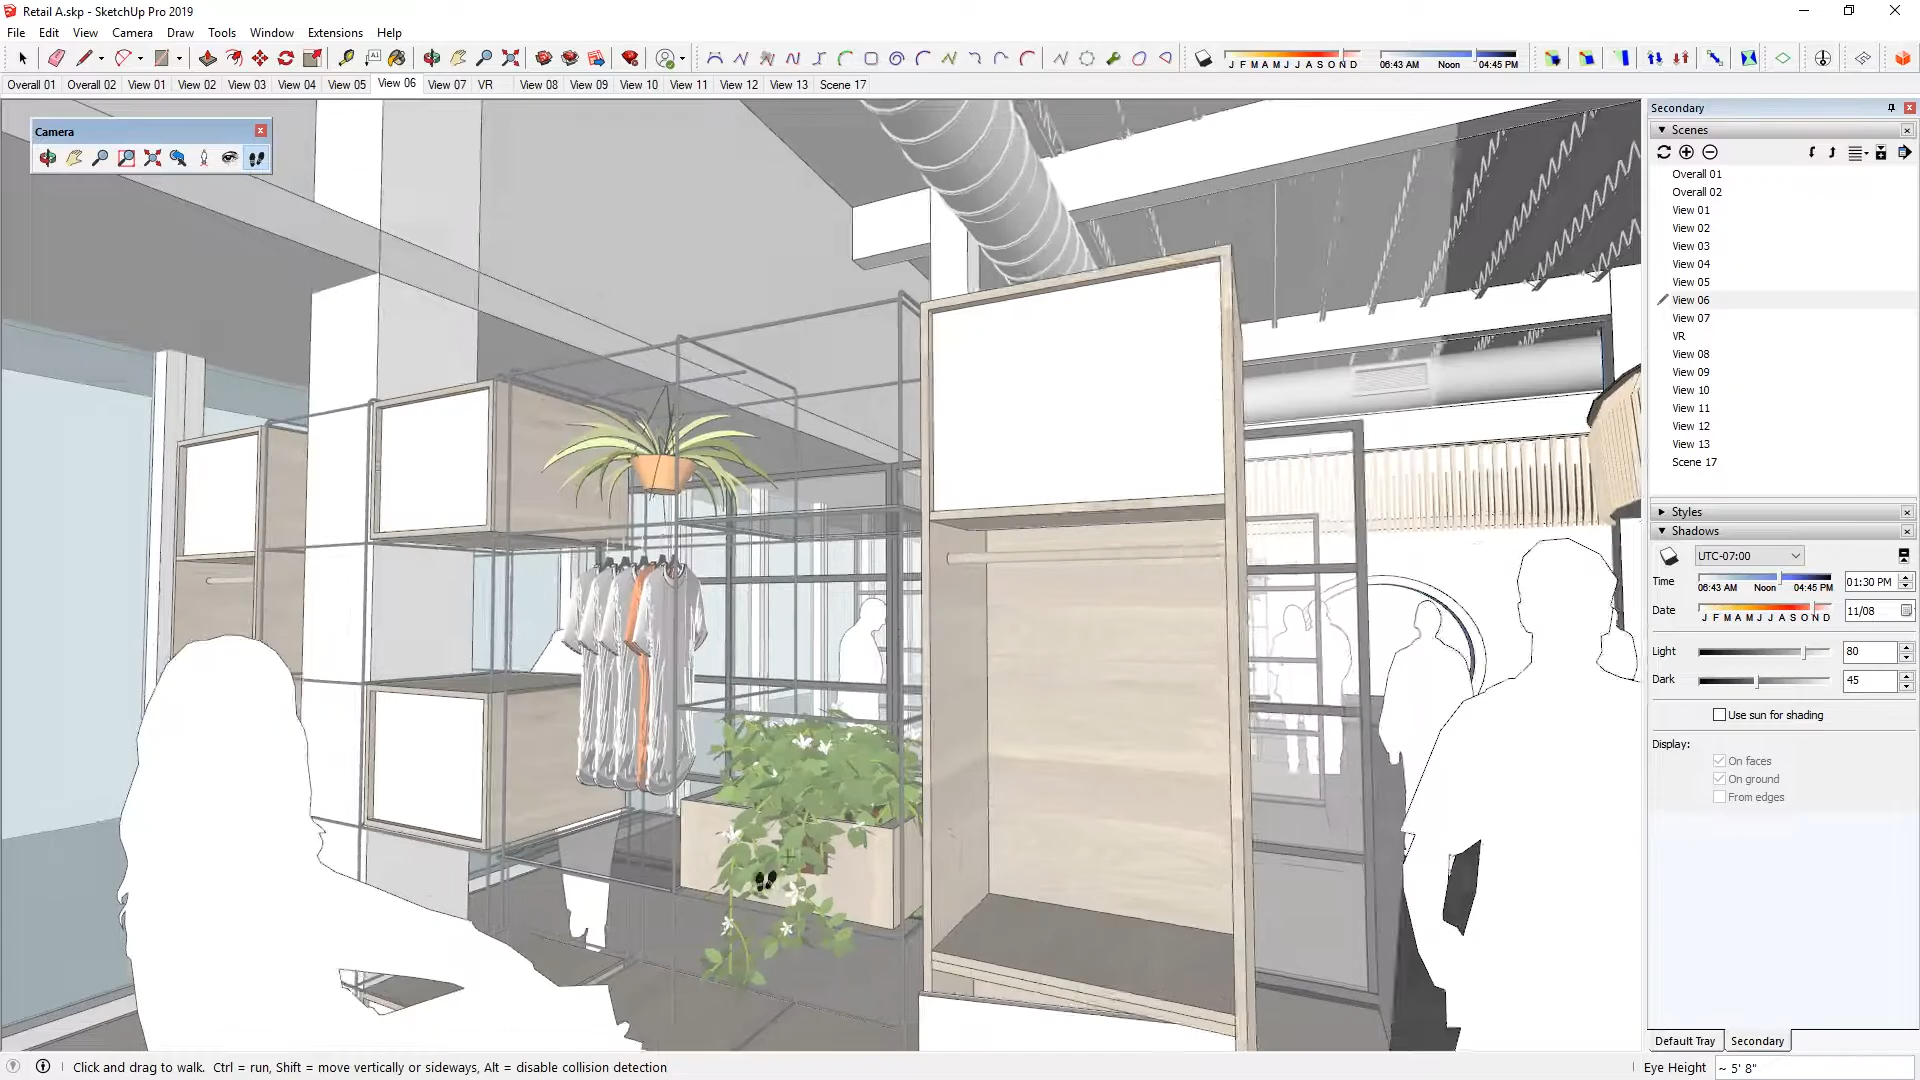 Retail A.skp - SketchUp Pro 2019
File Edit View Camera Draw Tools Window Extensions Help
J F M A M J J A S O N D 06:43 AM Noon 04:45 PM
Overall 01 Overall 02 View 01 View 02 View 03 View 04 View 05 View 06 View 07 VR View 08 View 09 View 10 View 11 View 12 View 13 Scene 17
Camera
Secondary
Scenes
Overall 01
Overall 02
View 01
View 02
View 03
View 04
View 05
View 06
View 07
VR
View 08
View 09
View 10
View 11
View 12
View 13
Scene 17
Styles
Shadows
UTC-07:00
Time 06:43 AM Noon 04:45 PM 01:30 PM
Date J F M A M J J A S O N D 11/08
Light 80
Dark 45
Use sun for shading
Display:
On faces
On ground
From edges
Default Tray Secondary
Click and drag to walk. Ctrl = run, Shift = move vertically or sideways, Alt = disable collision detection
Eye Height ~ 5' 8"